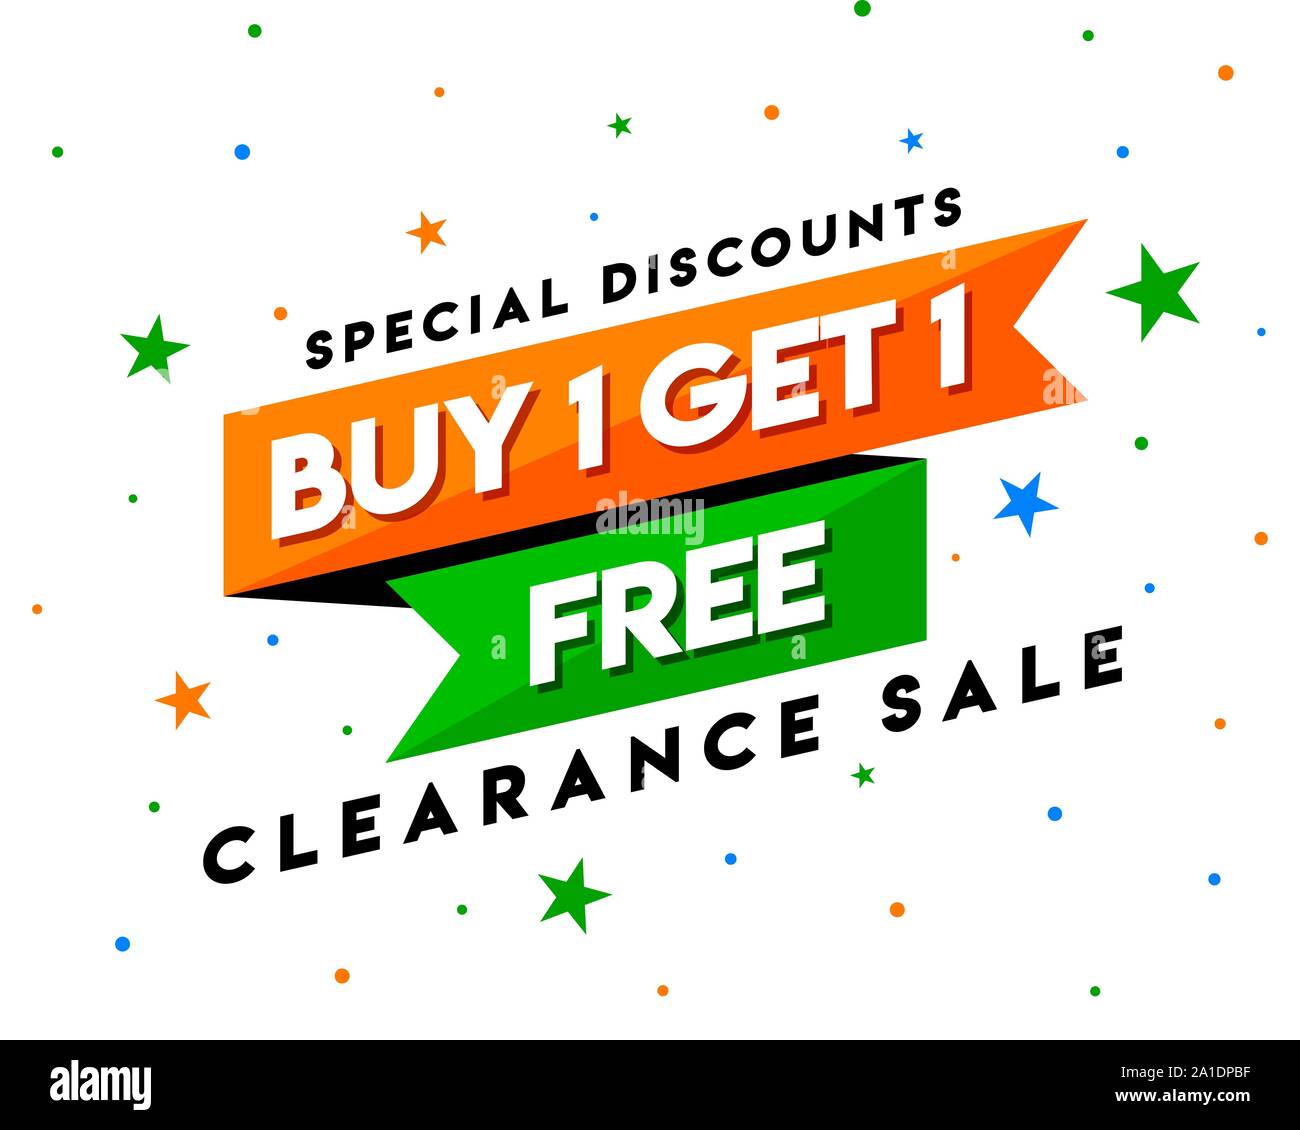 SPECIAL DISCOUNTS
BUY 1 GET 1
FREE
CLEARANCE SALE
alamy
alamy
Image ID: 2A1DPBF
www.alamy.com